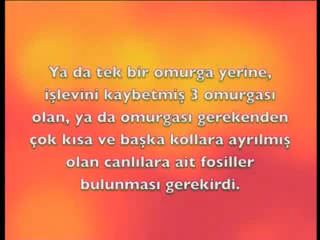 Ya da tek bir omurga yerine,
işlevini kaybetmiş 3 omurgası
olan, ya da omurgası gerekenden
çok kısa ve başka kollara ayrılmış
olan canlılara ait fosiller
bulunması gerekirdi.